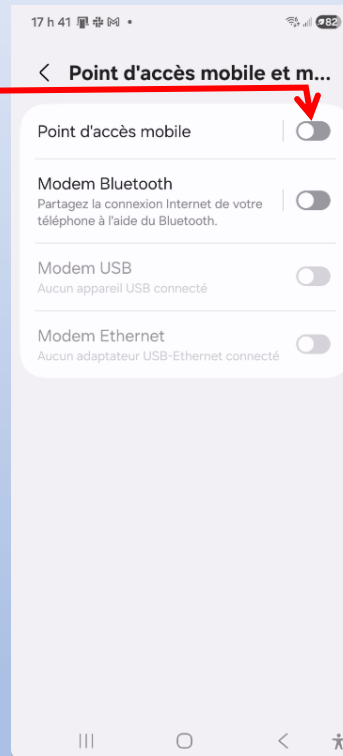 17 h 41
82
Point d'accès mobile et m...
Point d'accès mobile
Modem Bluetooth
Partagez la connexion Internet de votre
téléphone à l'aide du Bluetooth.
Modem USB
Aucun appareil USB connecté
Modem Ethernet
Aucun adaptateur USB-Ethernet connecté